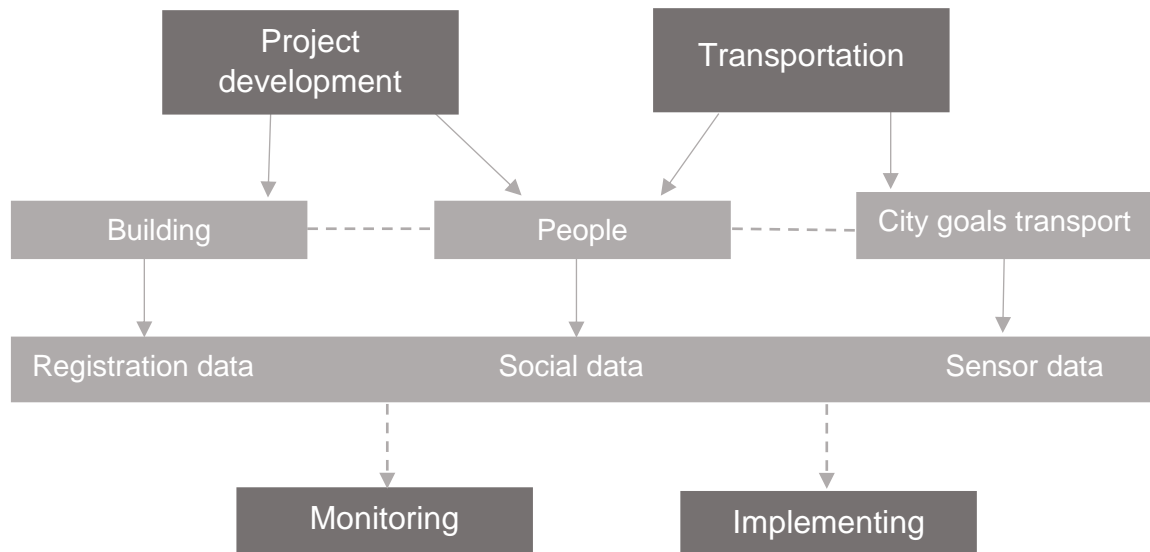 Project
development
Transportation
Building
People
City goals transport
Registration data
Social data
Sensor data
Monitoring
Implementing